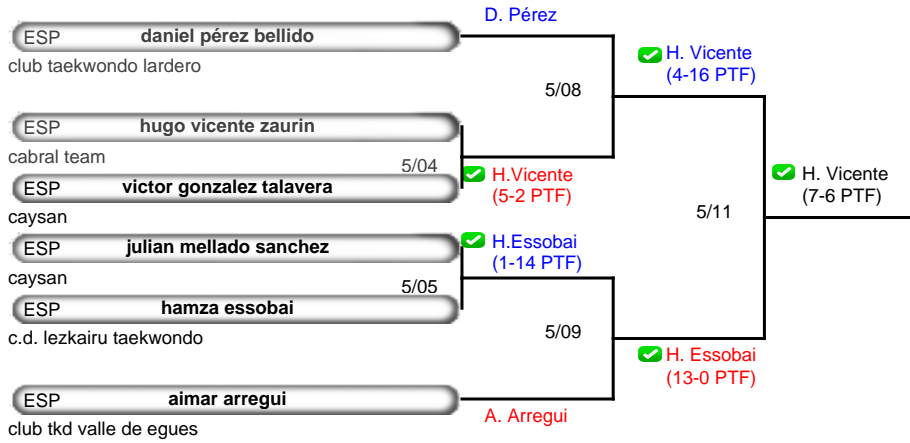 D. Pérez
ESP daniel pérez bellido
club taekwondo lardero
H. Vicente
(4-16 PTF)
5/08
ESP hugo vicente zaurin
cabral team
5/04
ESP victor gonzalez talavera
caysan
H.Vicente
(5-2 PTF)
H. Vicente
(7-6 PTF)
5/11
ESP julian mellado sanchez
caysan
H.Essobai
(1-14 PTF)
5/05
ESP hamza essobai
c.d. lezkairu taekwondo
5/09
H. Essobai
(13-0 PTF)
ESP aimar arregui
club tkd valle de egues
A. Arregui